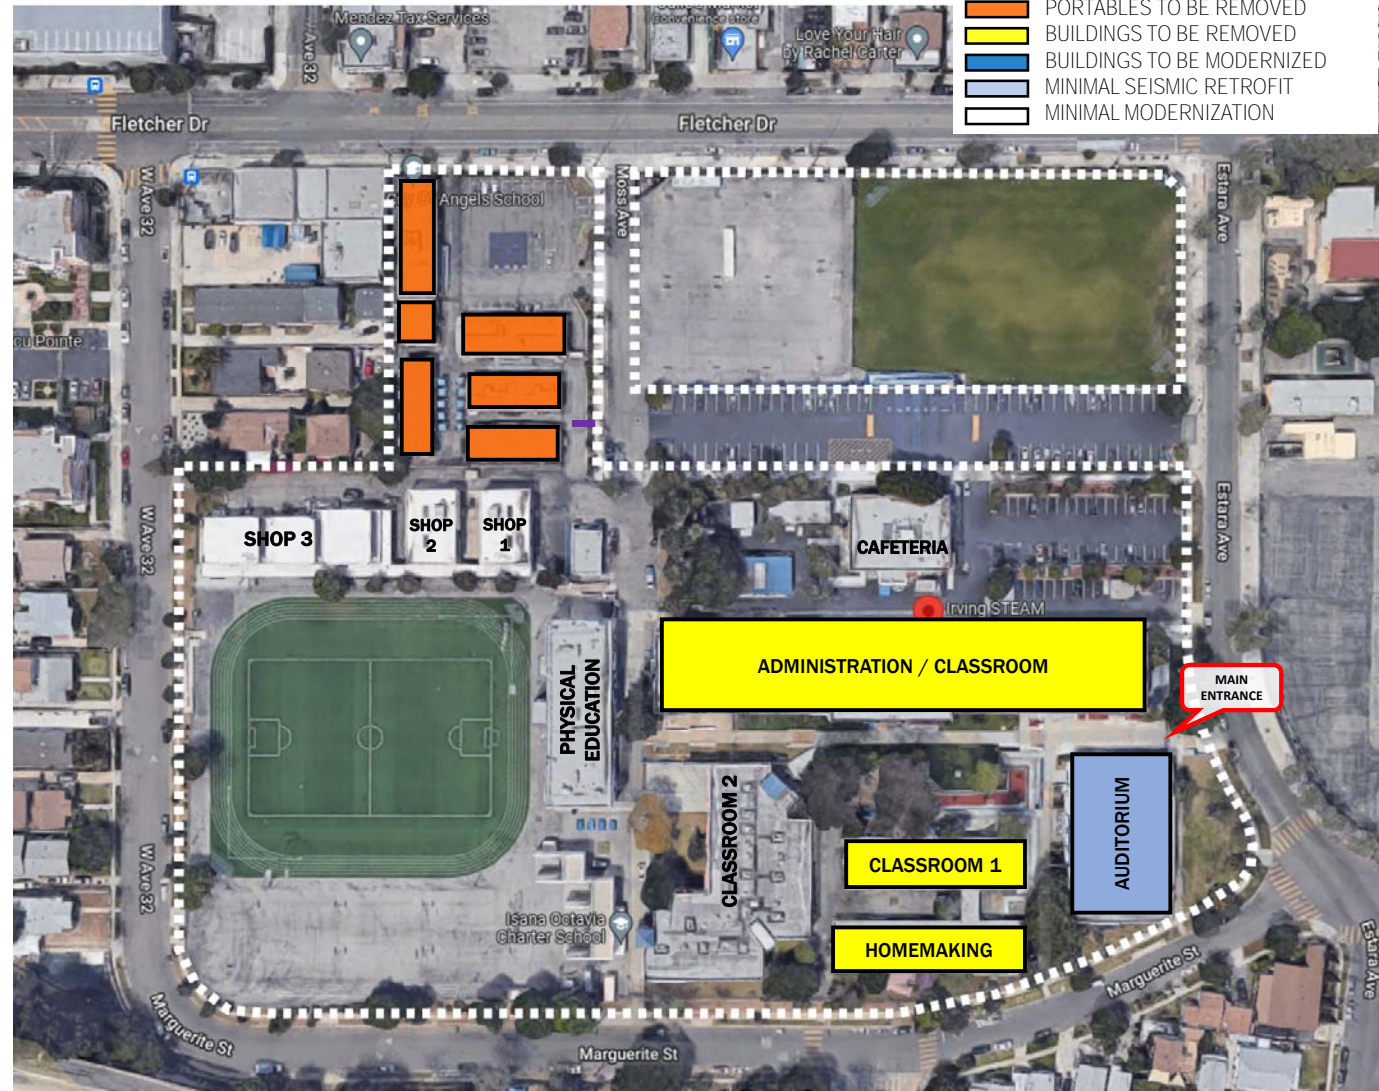 Mendez Tax Services
Convenience store
Love Your Hair
by Rachel Carter
PORTABLES TO BE REMOVED
BUILDINGS TO BE REMOVED
BUILDINGS TO BE MODERNIZED
MINIMAL SEISMIC RETROFIT
MINIMAL MODERNIZATION
W Ave 32
Fletcher Dr
Fletcher Dr
W Ave 32
Angels School
Moss Ave
Estara Ave
Pointe
W Ave 32
SHOP 3
SHOP
2
SHOP
1
CAFETERIA
Estara Ave
Irving STEAM
ADMINISTRATION / CLASSROOM
MAIN
ENTRANCE
PHYSICAL
EDUCATION
CLASSROOM 2
CLASSROOM 1
AUDITORIUM
W Ave 32
Isana Octavia
Charter School
HOMEMAKING
Estara Ave
Marguerite St
Marguerite St
Marguerite St